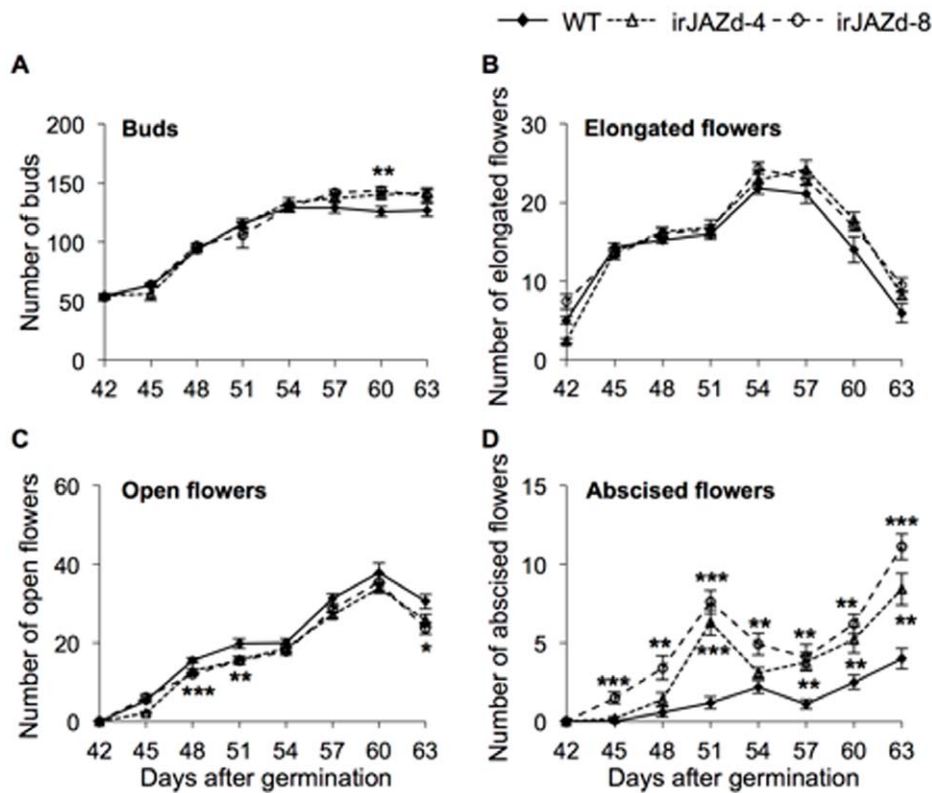 WT irJAZd-4 irJAZd-8
A
Buds
Number of buds
200
150
100
50
0
**
42 45 48 51 54 57 60 63
B
Elongated flowers
Number of elongated flowers
30
20
10
0
42 45 48 51 54 57 60 63
C
Open flowers
Number of open flowers
60
40
20
0
*** ** *
42 45 48 51 54 57 60 63
Days after germination
D
Abscised flowers
Number of abscised flowers
15
10
5
0
*** ** *** *** ** ** ** ** ** *** **
42 45 48 51 54 57 60 63
Days after germination